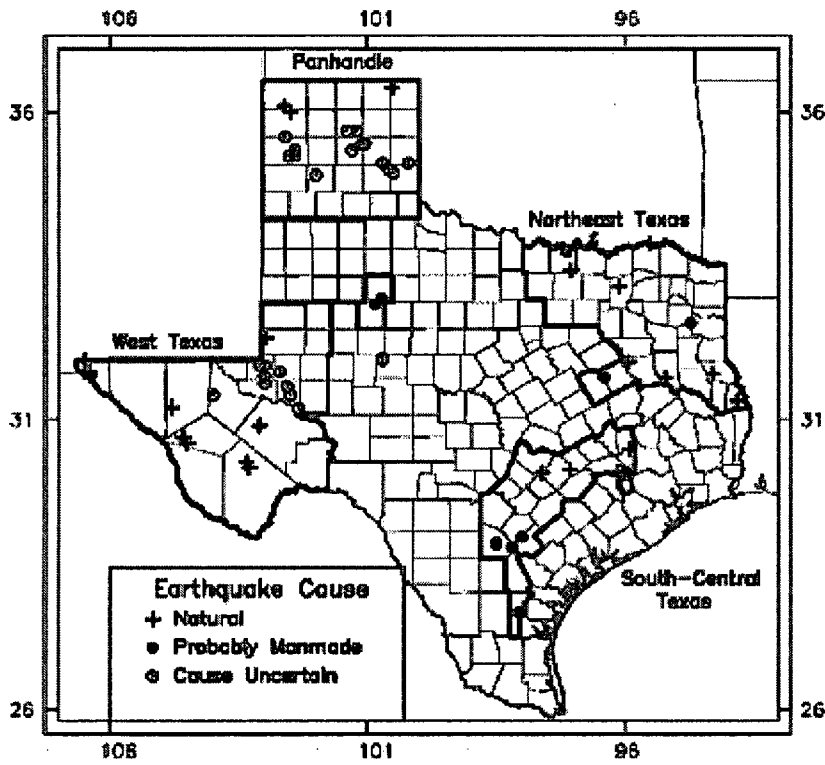 106 101 96
Panhandle
36 36
Northeast Texas
West Texas
31 31
South-Central
Texas
Earthquake Cause
+ Natural
Probably Manmade
Cause Uncertain
26 26
106 101 96